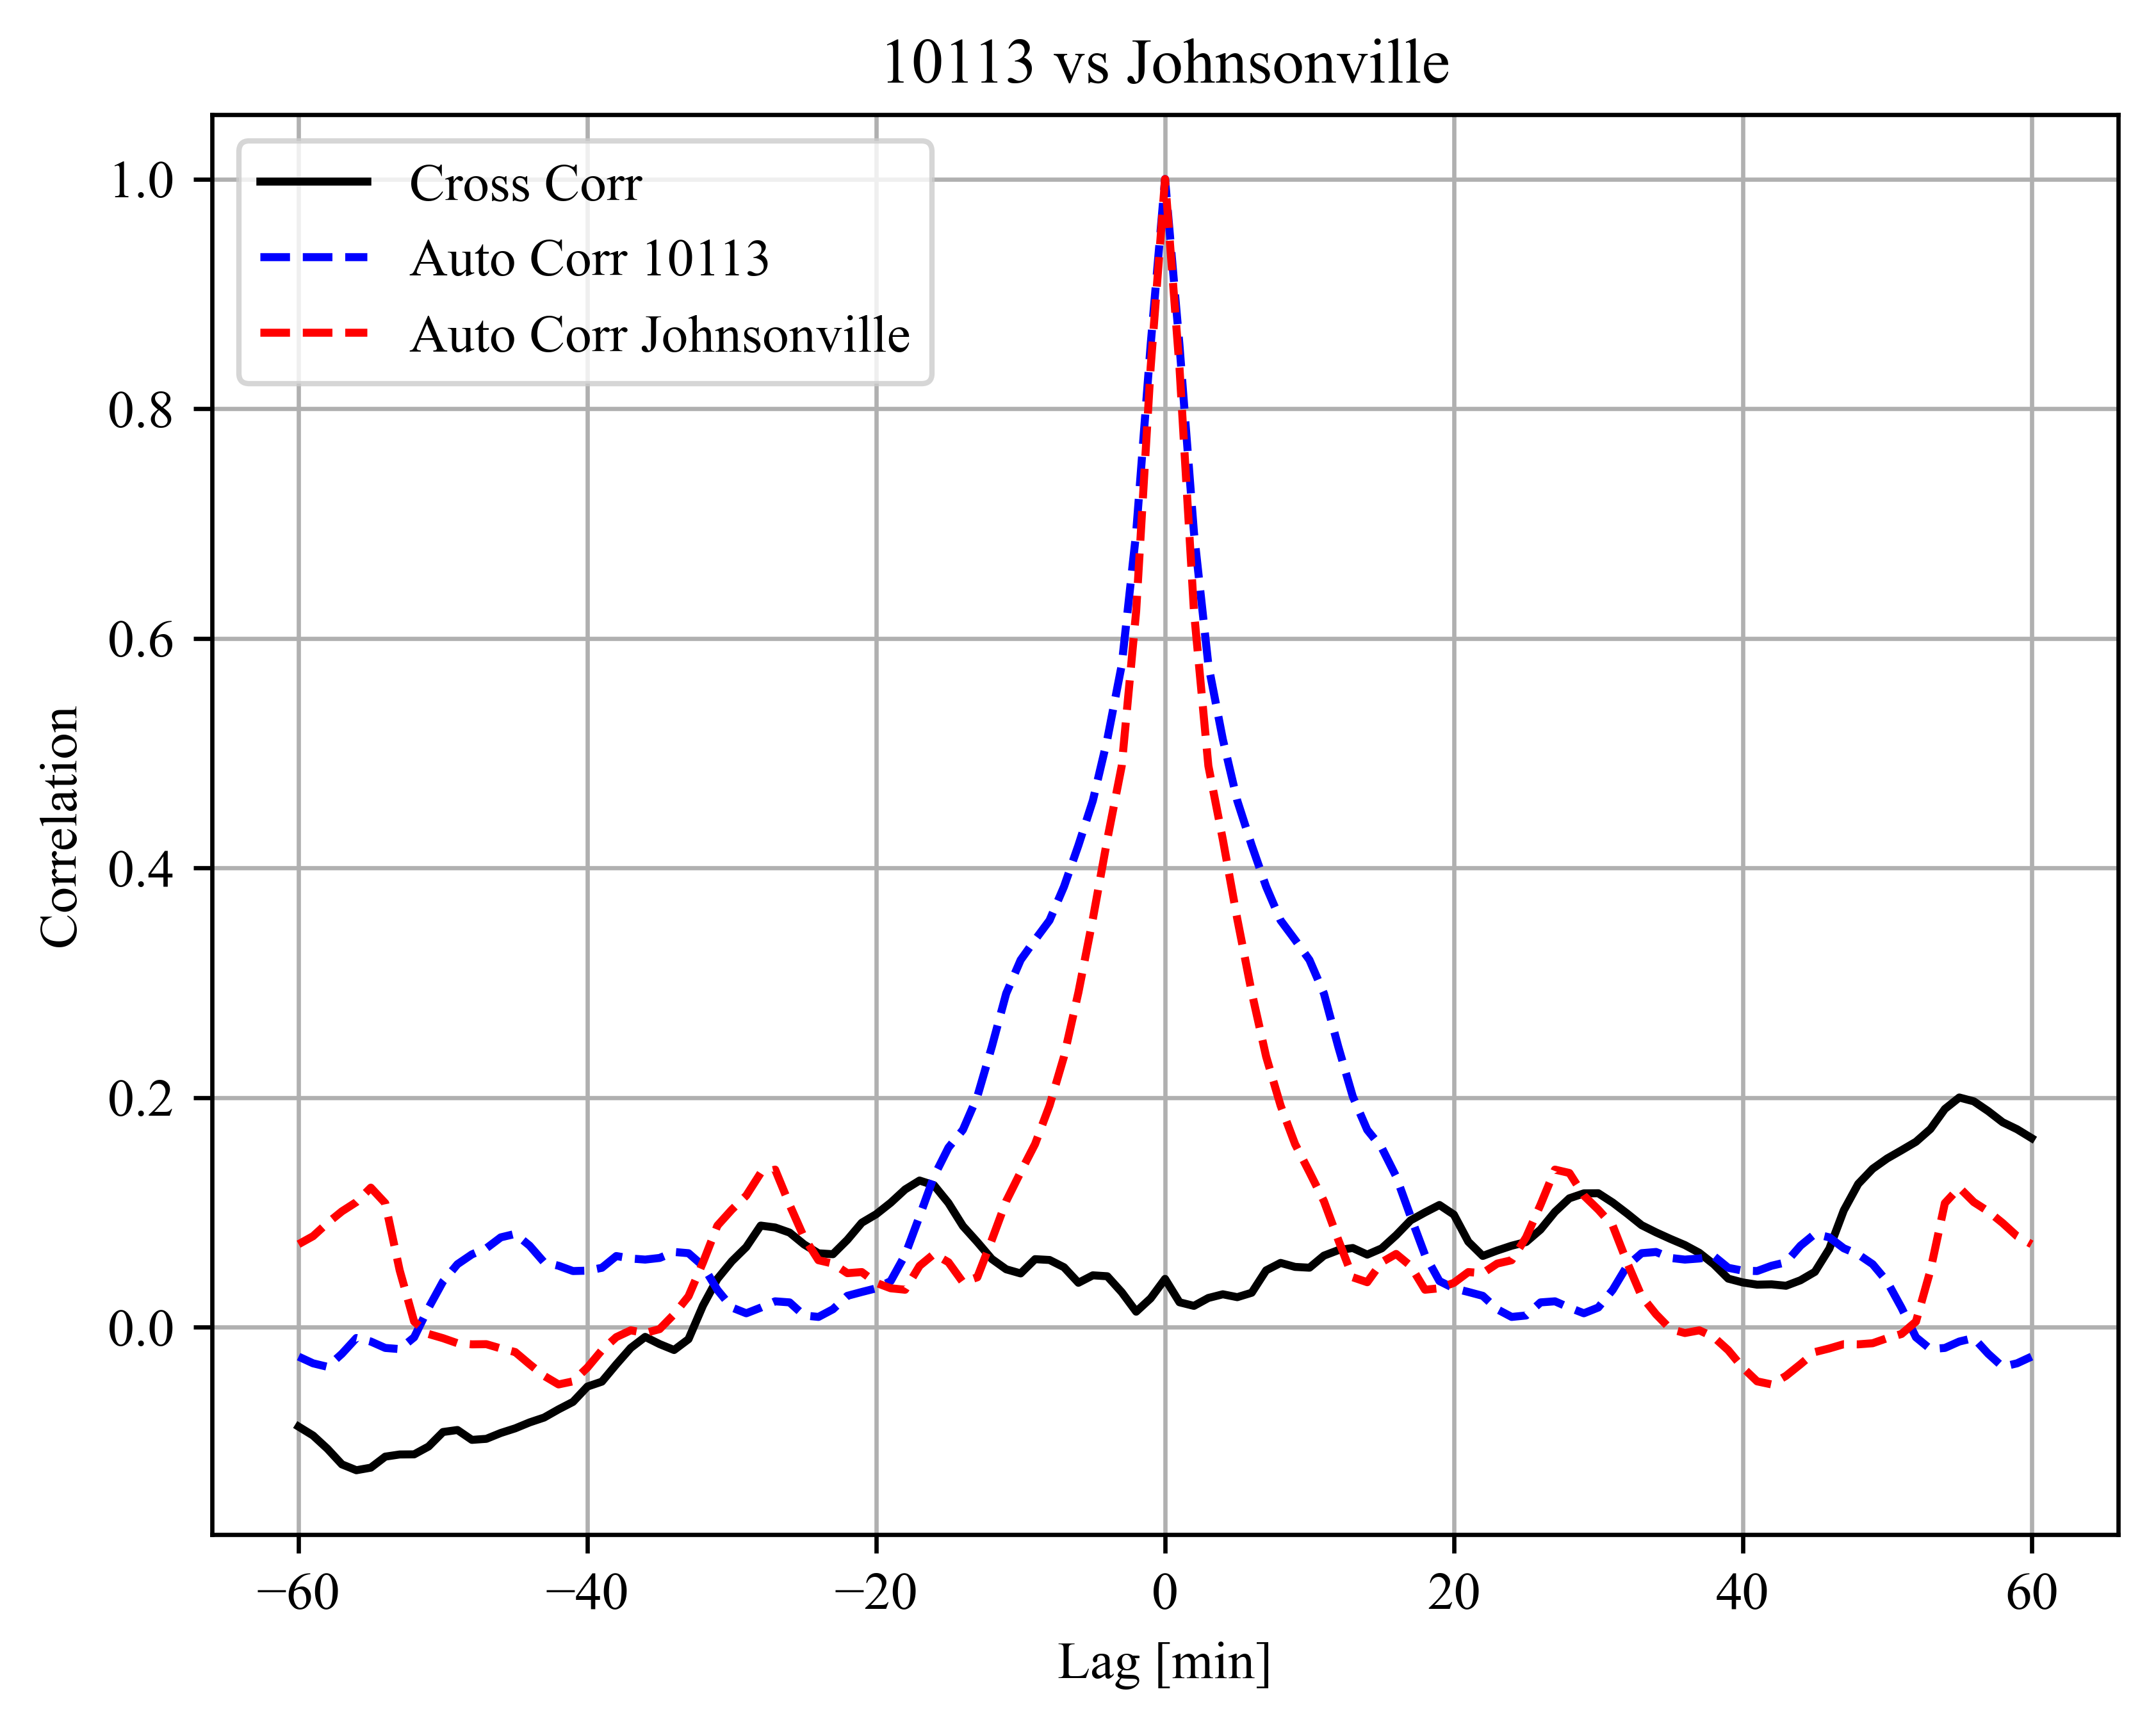 10113 vs Johnsonville
Cross Corr
Auto Corr 10113
Auto Corr Johnsonville
1.0
0.8
0.6
0.4
0.2
0.0
Correlation
−60
−40
−20
0
20
40
60
Lag [min]